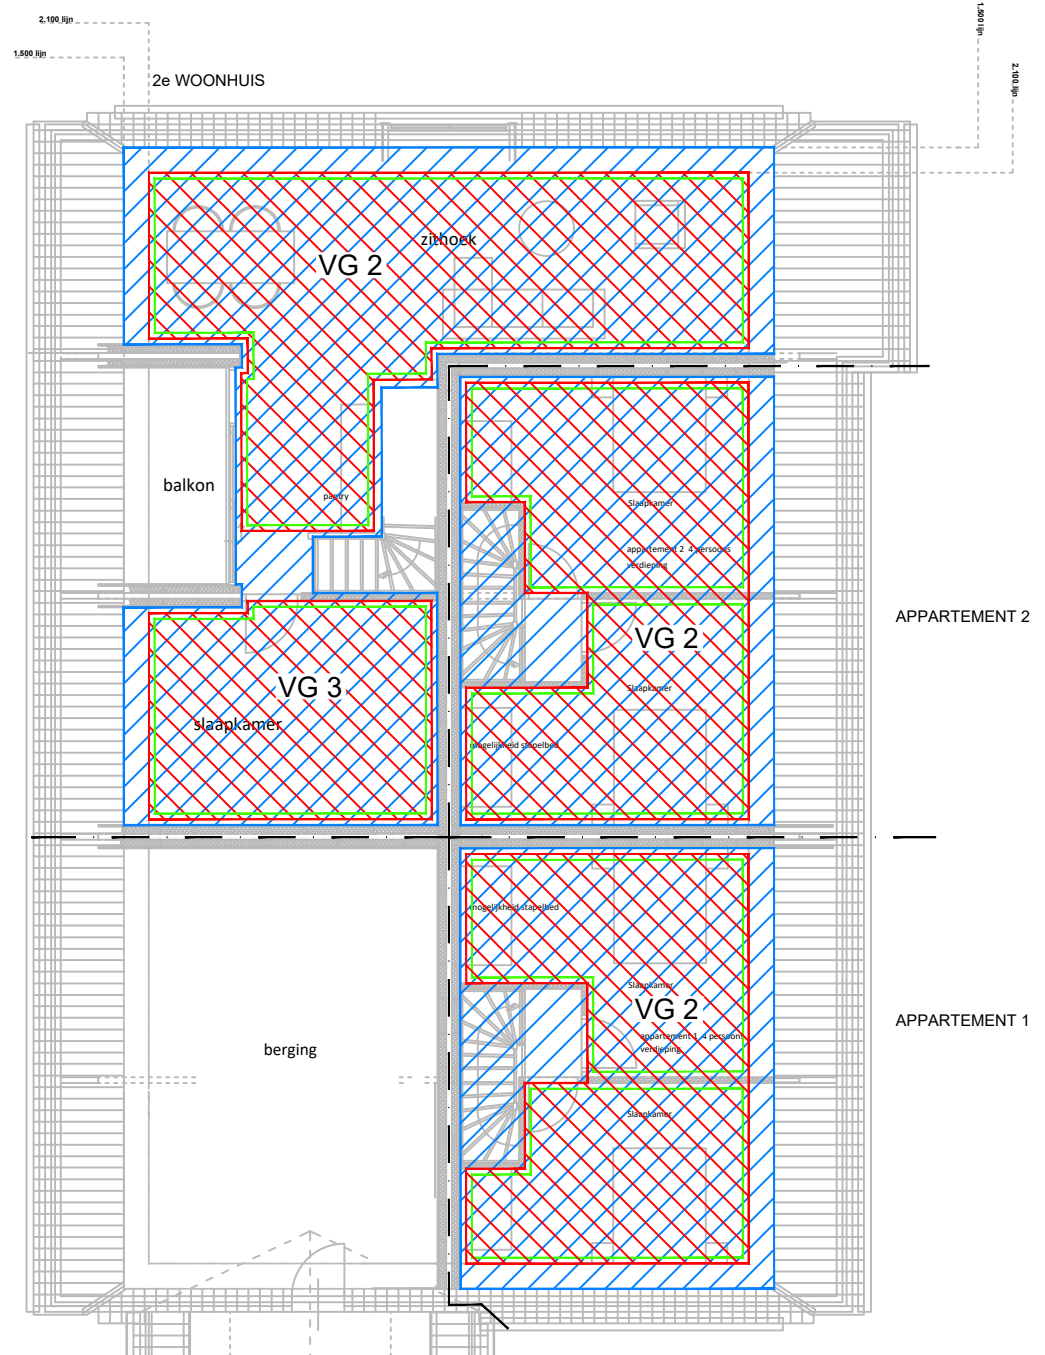 2.100 lijn
1.500 lijn
1.500 lijn
2.100 lijn
2e WOONHUIS
zithoek
VG 2
balkon
pantry
Slaapkamer
appartement 2 4 persoons
verdieping
APPARTEMENT 2
VG 2
VG 3
Slaapkamer
slaapkamer
mogelijkheid stapelbed
mogelijkheid stapelbed
Slaapkamer
VG 2
APPARTEMENT 1
appartement 1 4 persoons
verdieping
berging
Slaapkamer